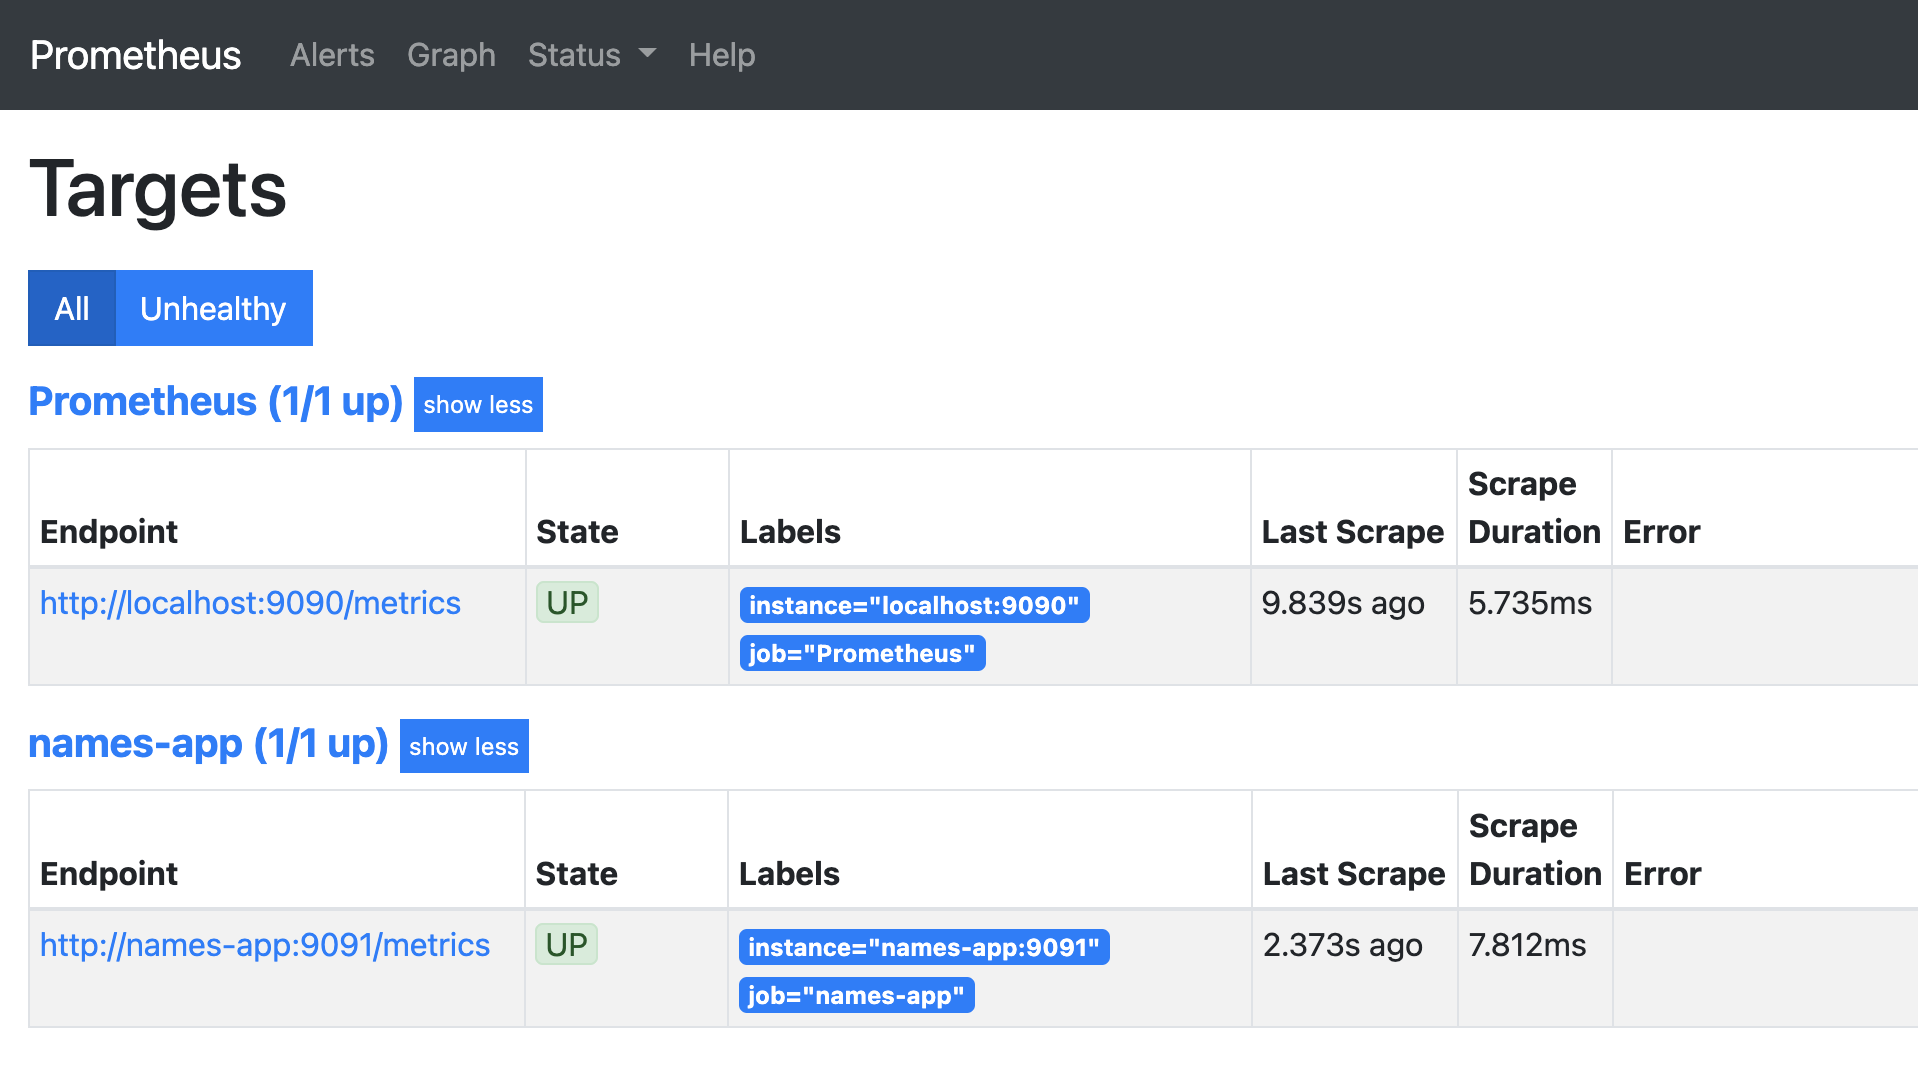 Prometheus Alerts Graph Status Help
Targets
All Unhealthy
Prometheus (1/1 up) show less
Endpoint State Labels Last Scrape Scrape Duration Error
http://localhost:9090/metrics UP instance="localhost:9090" 9.839s ago 5.735ms
job="Prometheus"
names-app (1/1 up) show less
Endpoint State Labels Last Scrape Scrape Duration Error
http://names-app:9091/metrics UP instance="names-app:9091" 2.373s ago 7.812ms
job="names-app"